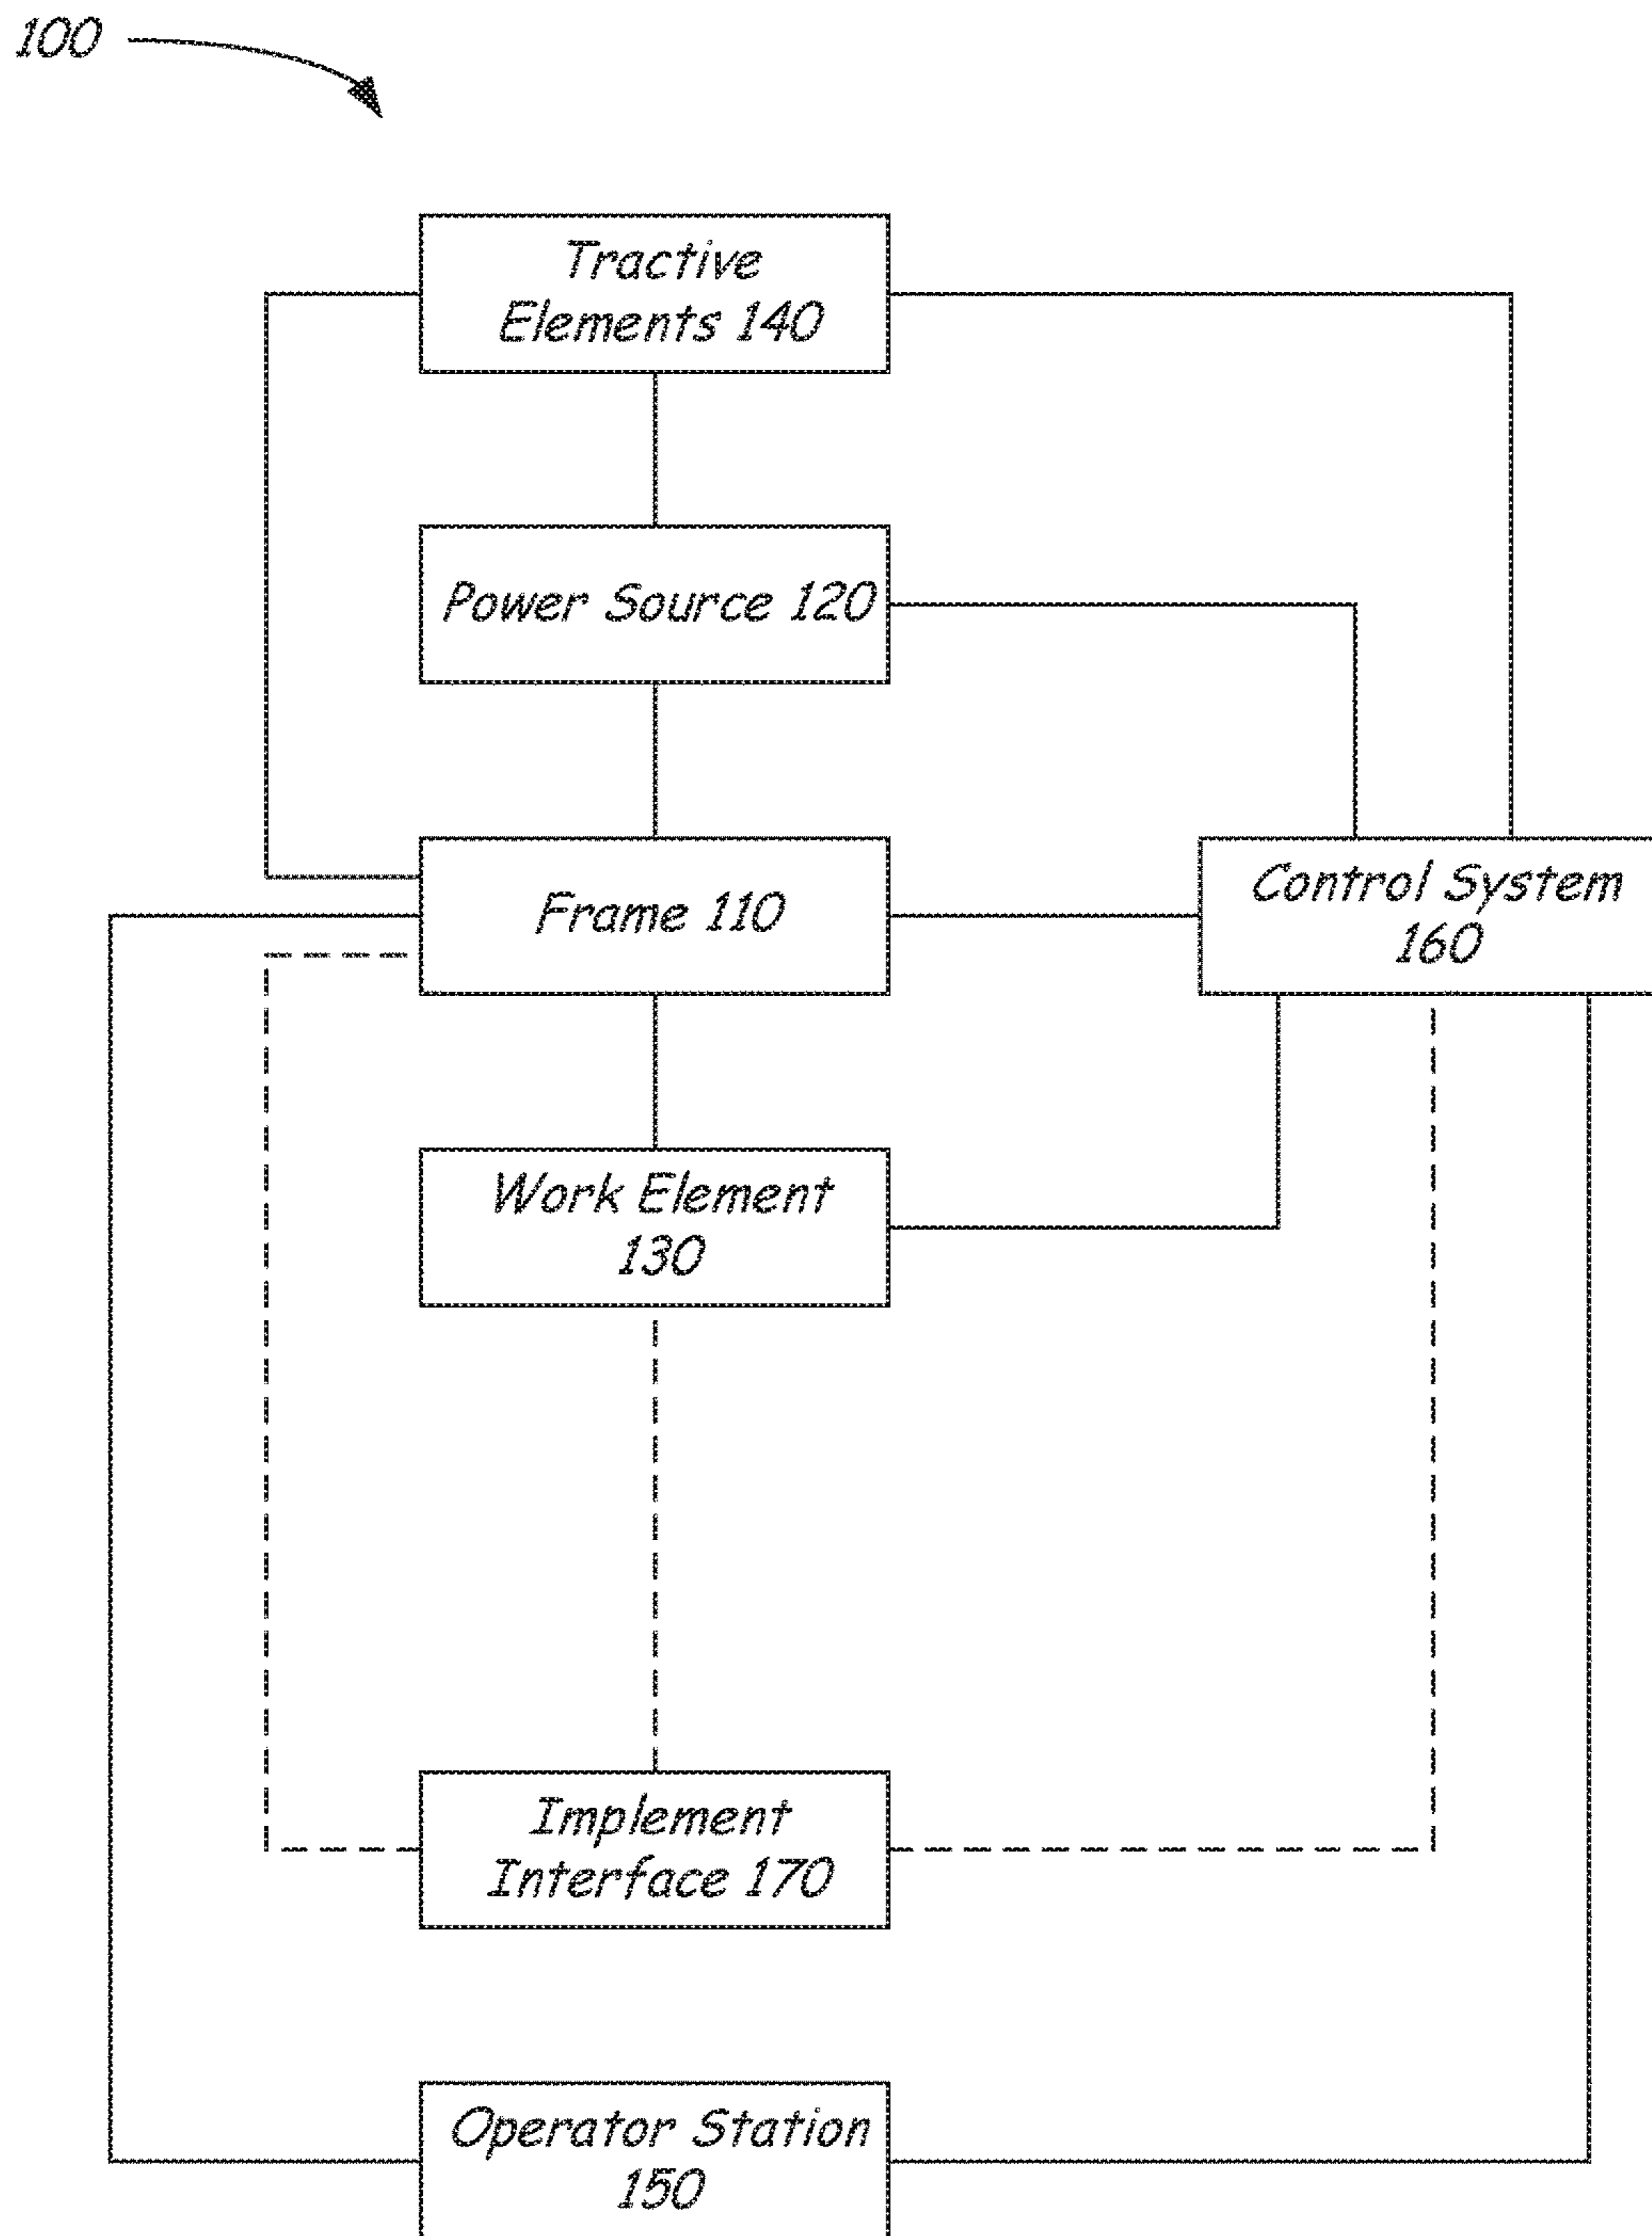 100
Tractive
Elements 140
Power Source 120
Frame 110
Control System
160
Work Element
130
Implement
Interface 170
Operator Station
150